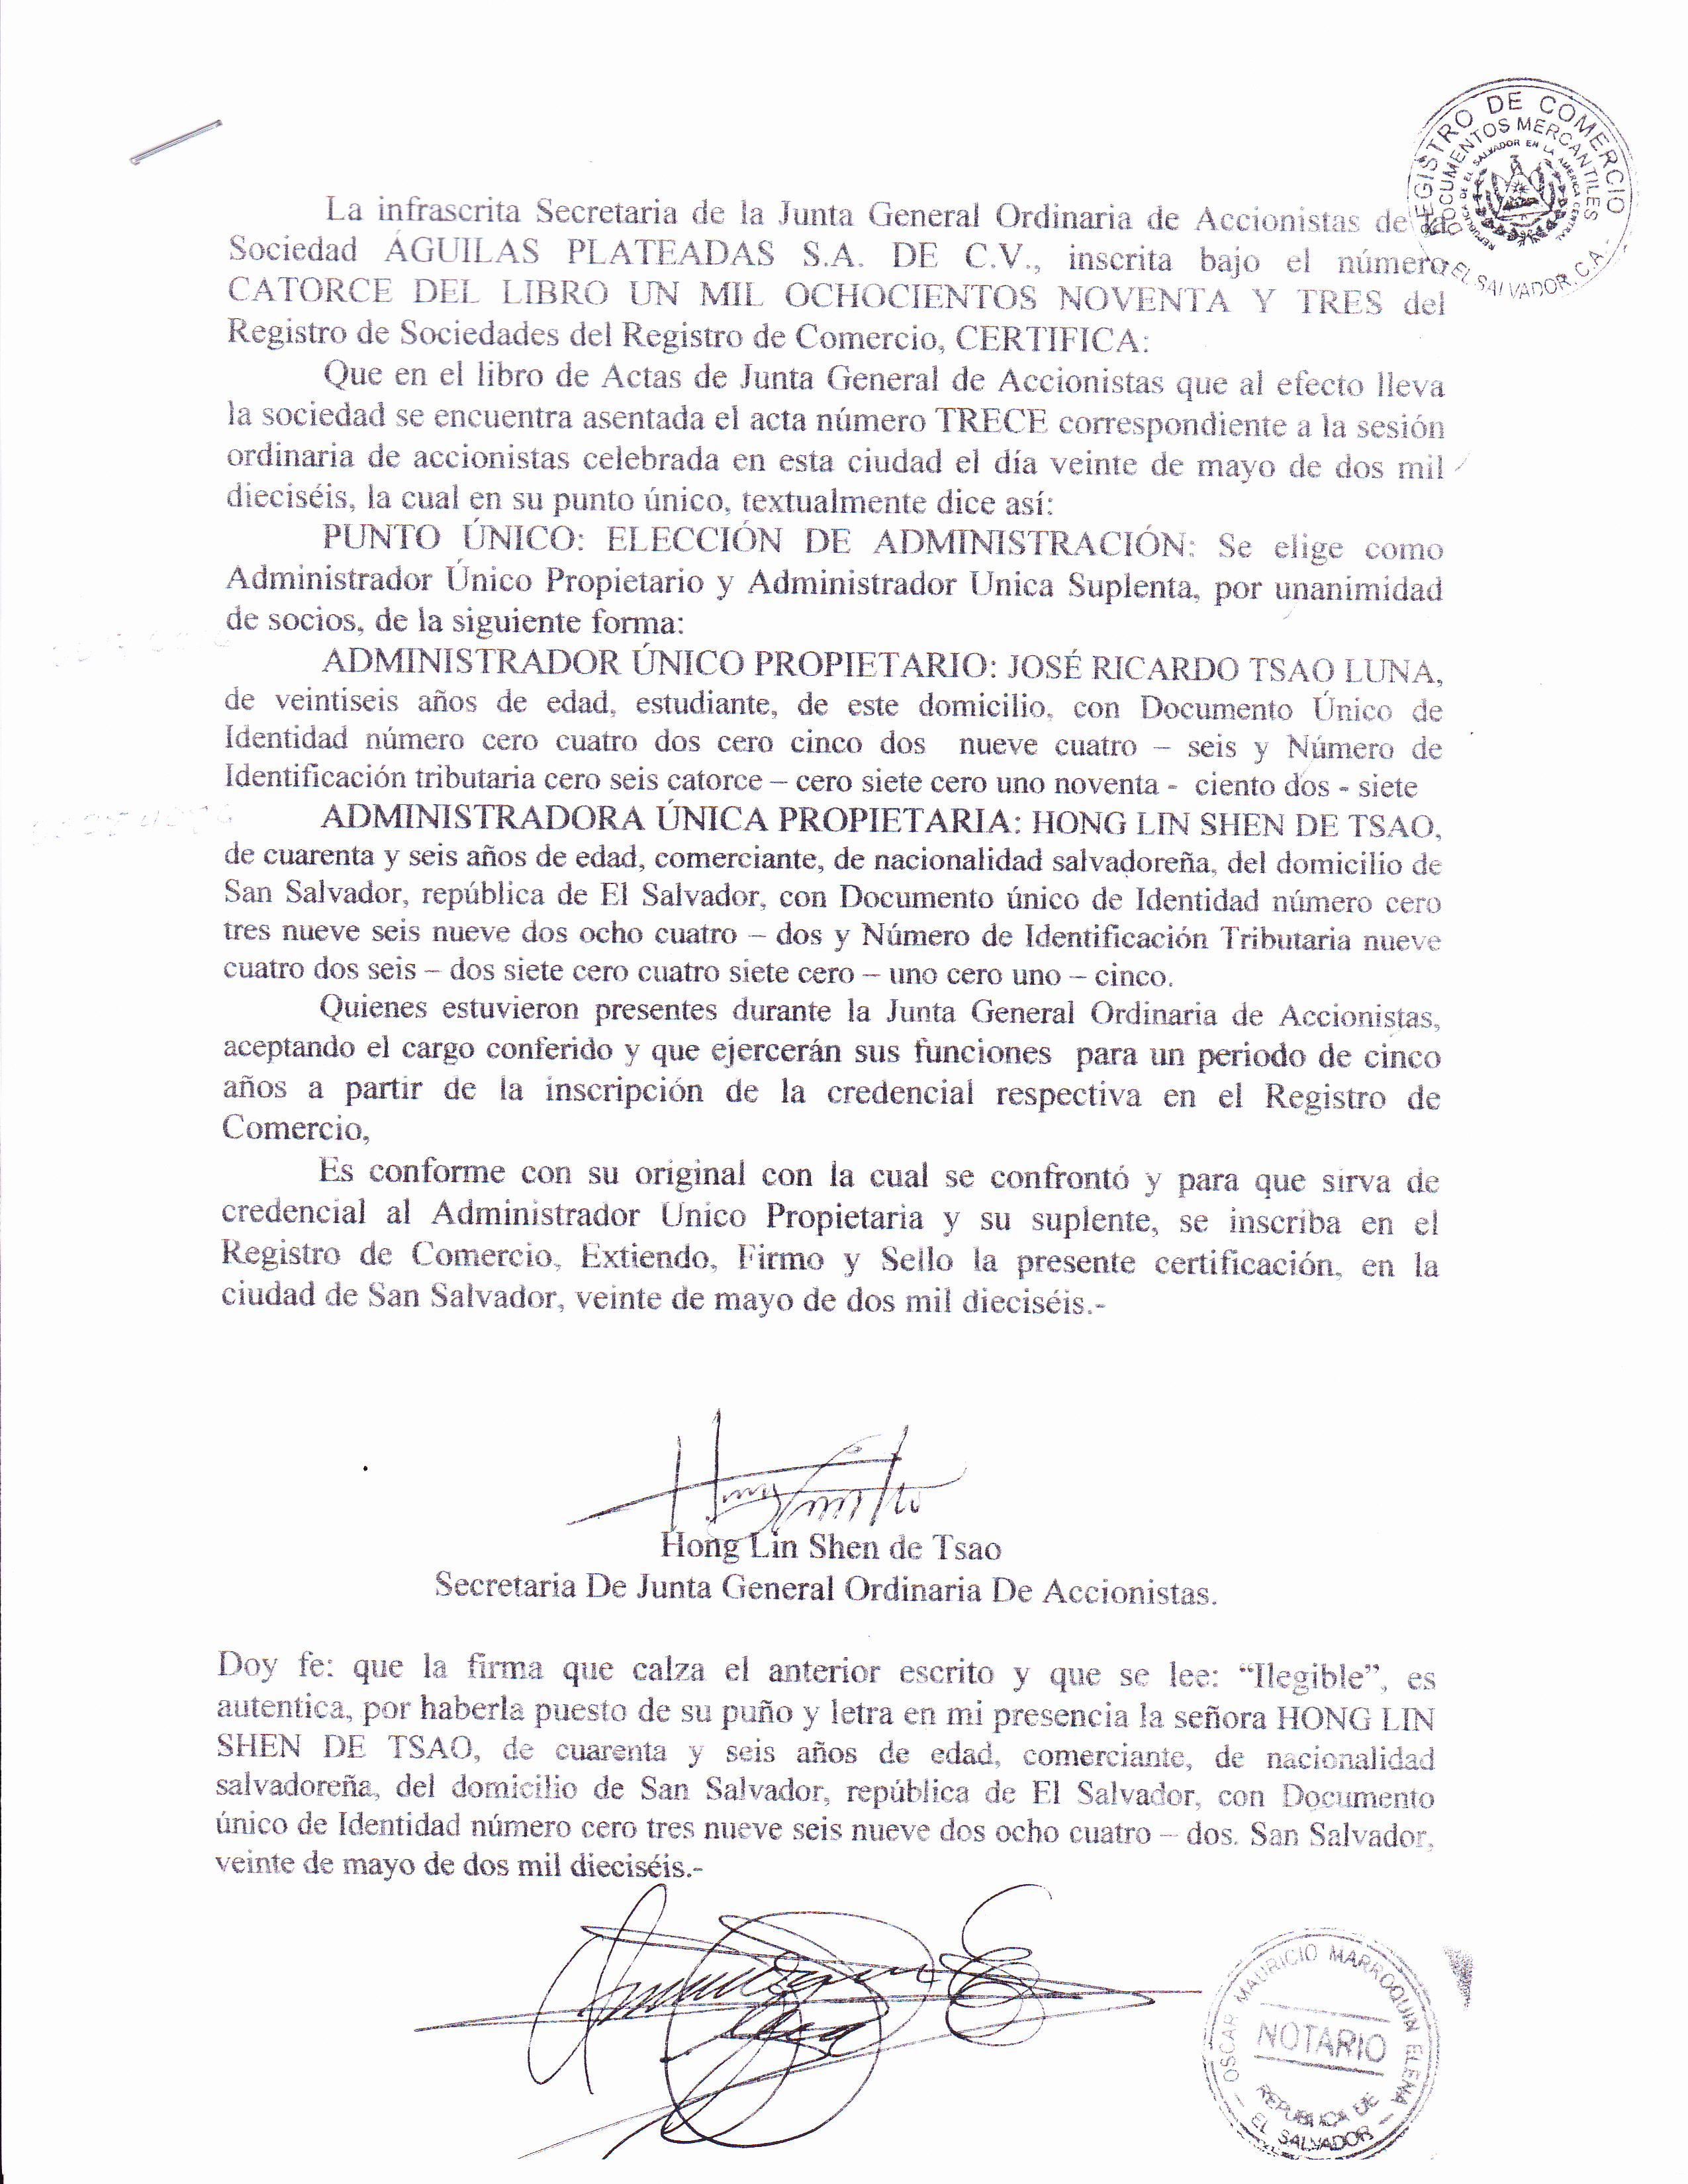 REGISTRO DE COMERCIO
DOCUMENTOS MERCANTILES
REPUBLICA DE EL SALVADOR EN LA AMERICA CENTRAL
EL SALVADOR, C.A.
La infrascrita Secretaria de la Junta General Ordinaria de Accionistas de la
Sociedad ÁGUILAS PLATEADAS S.A. DE C.V., inscrita bajo el número
CATORCE DEL LIBRO UN MIL OCHOCIENTOS NOVENTA Y TRES del
Registro de Sociedades del Registro de Comercio, CERTIFICA:
Que en el libro de Actas de Junta General de Accionistas que al efecto lleva
la sociedad se encuentra asentada el acta número TRECE correspondiente a la sesión
ordinaria de accionistas celebrada en esta ciudad el día veinte de mayo de dos mil
dieciséis, la cual en su punto único, textualmente dice así:
PUNTO ÚNICO: ELECCIÓN DE ADMINISTRACIÓN: Se elige como
Administrador Único Propietario y Administrador Unica Suplenta, por unanimidad
de socios, de la siguiente forma:
ADMINISTRADOR ÚNICO PROPIETARIO: JOSÉ RICARDO TSAO LUNA,
de veintiseis años de edad, estudiante, de este domicilio, con Documento Único de
Identidad número cero cuatro dos cero cinco dos nueve cuatro – seis y Número de
Identificación tributaria cero seis catorce – cero siete cero uno noventa - ciento dos - siete
ADMINISTRADORA ÚNICA PROPIETARIA: HONG LIN SHEN DE TSAO,
de cuarenta y seis años de edad, comerciante, de nacionalidad salvadoreña, del domicilio de
San Salvador, república de El Salvador, con Documento único de Identidad número cero
tres nueve seis nueve dos ocho cuatro – dos y Número de Identificación Tributaria nueve
cuatro dos seis – dos siete cero cuatro siete cero – uno cero uno – cinco.
Quienes estuvieron presentes durante la Junta General Ordinaria de Accionistas,
aceptando el cargo conferido y que ejercerán sus funciones para un periodo de cinco
años a partir de la inscripción de la credencial respectiva en el Registro de
Comercio,
Es conforme con su original con la cual se confrontó y para que sirva de
credencial al Administrador Unico Propietaria y su suplente, se inscriba en el
Registro de Comercio, Extiendo, Firmo y Sello la presente certificación, en la
ciudad de San Salvador, veinte de mayo de dos mil dieciséis.-
Hong Lin Shen de Tsao
Secretaria De Junta General Ordinaria De Accionistas.
Doy fe: que la firma que calza el anterior escrito y que se lee: “Ilegible”, es
autentica, por haberla puesto de su puño y letra en mi presencia la señora HONG LIN
SHEN DE TSAO, de cuarenta y seis años de edad, comerciante, de nacionalidad
salvadoreña, del domicilio de San Salvador, república de El Salvador, con Documento
único de Identidad número cero tres nueve seis nueve dos ocho cuatro – dos. San Salvador,
veinte de mayo de dos mil dieciséis.-
OSCAR MAURICIO MARROQUIN ELENA
NOTARIO
REPUBLICA DE
EL SALVADOR